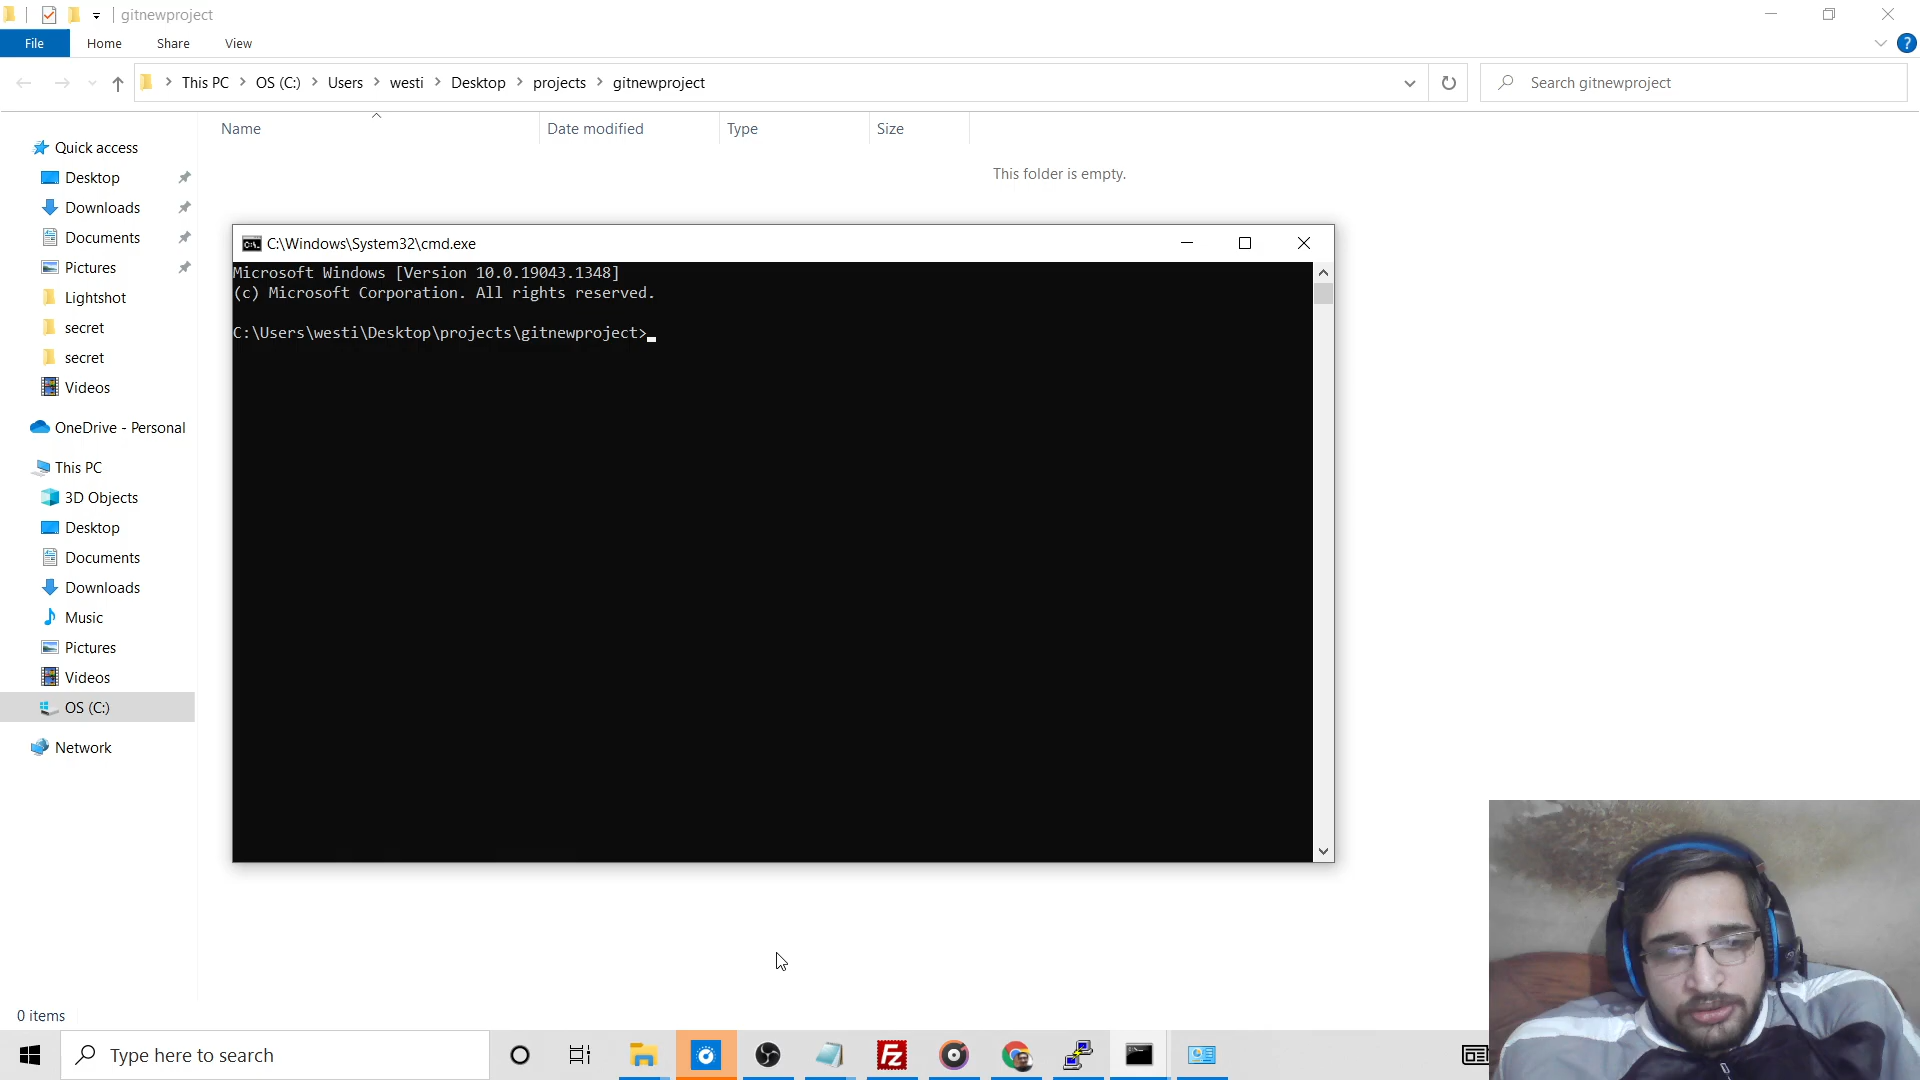 gitnewproject
File Home Share View
This PC OS (C:) Users westi Desktop projects gitnewproject
Search gitnewproject
Name Date modified Type Size
This folder is empty.
Quick access
Desktop
Downloads
Documents
Pictures
Lightshot
secret
secret
Videos
OneDrive - Personal
This PC
3D Objects
Desktop
Documents
Downloads
Music
Pictures
Videos
OS (C:)
Network
C:\Windows\System32\cmd.exe
Microsoft Windows [Version 10.0.19043.1348]
(c) Microsoft Corporation. All rights reserved.
C:\Users\westi\Desktop\projects\gitnewproject>
0 items
Type here to search